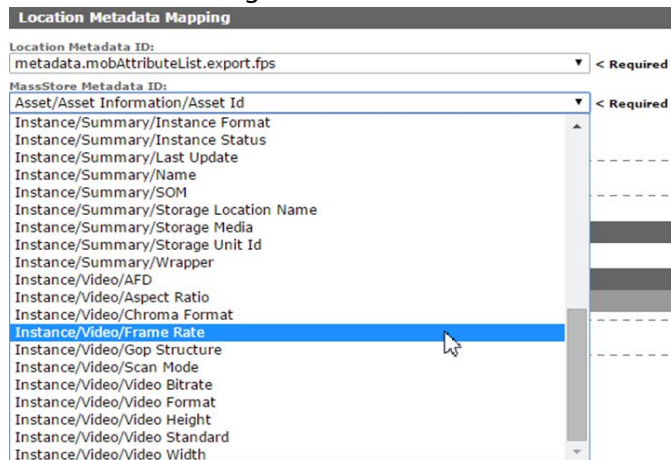 Location Metadata Mapping
Location Metadata ID:
metadata.mobAttributeList.export.fps
< Required
MassStore Metadata ID:
Asset/Asset Information/Asset Id
< Required
Instance/Summary/Instance Format
Instance/Summary/Instance Status
Instance/Summary/Last Update
Instance/Summary/Name
Instance/Summary/SOM
Instance/Summary/Storage Location Name
Instance/Summary/Storage Media
Instance/Summary/Storage Unit Id
Instance/Summary/Wrapper
Instance/Video/AFD
Instance/Video/Aspect Ratio
Instance/Video/Chroma Format
Instance/Video/Frame Rate
Instance/Video/Gop Structure
Instance/Video/Scan Mode
Instance/Video/Video Bitrate
Instance/Video/Video Format
Instance/Video/Video Height
Instance/Video/Video Standard
Instance/Video/Video Width